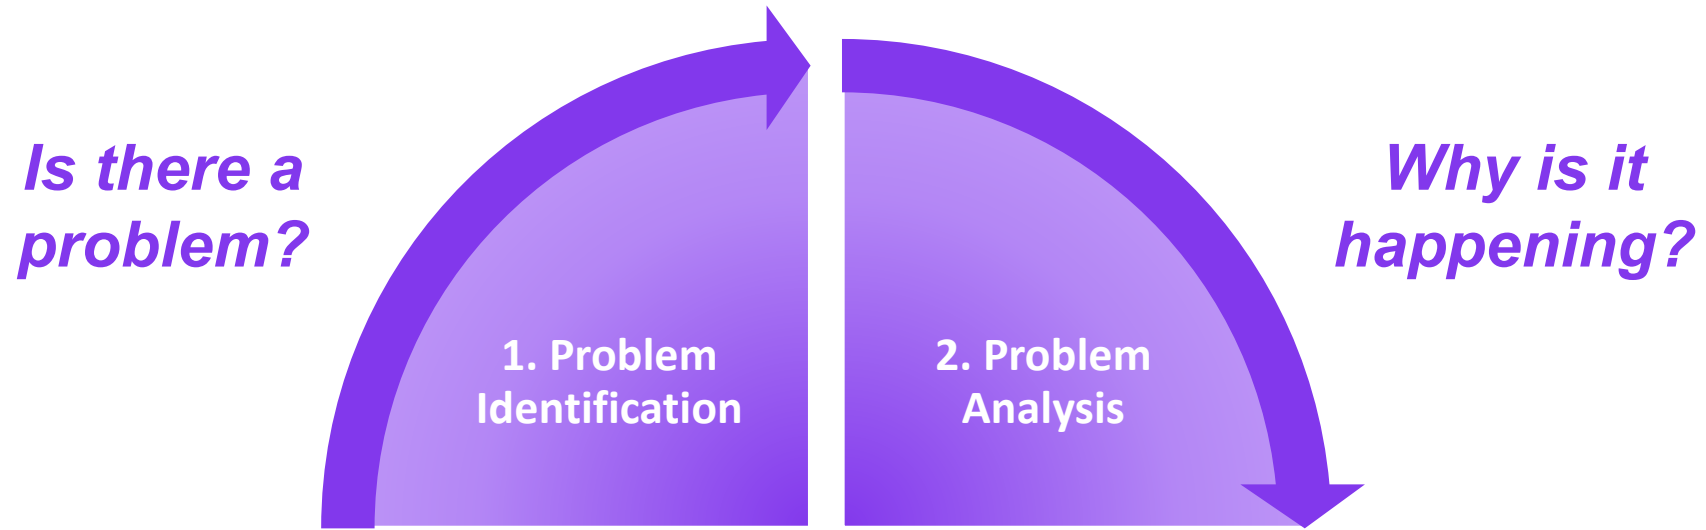 Is there a
problem?
1. Problem
Identification
2. Problem
Analysis
Why is it
happening?